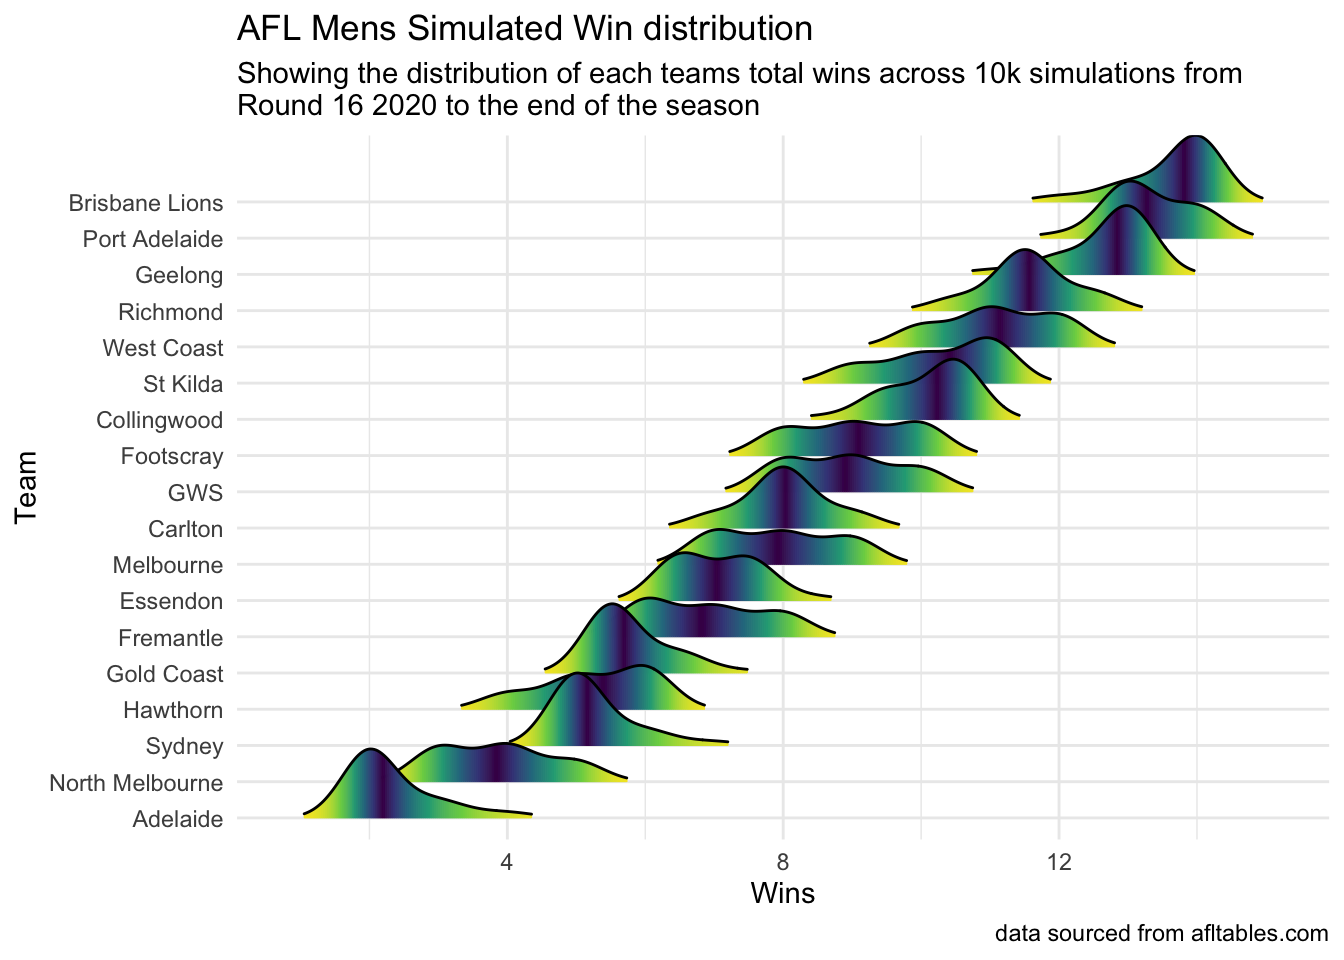 AFL Mens Simulated Win distribution
Showing the distribution of each teams total wins across 10k simulations from
Round 16 2020 to the end of the season
Brisbane Lions
Port Adelaide
Geelong
Richmond
West Coast
St Kilda
Collingwood
Footscray
GWS
Carlton
Melbourne
Essendon
Fremantle
Gold Coast
Hawthorn
Sydney
North Melbourne
Adelaide
Team
4 8 12
Wins
data sourced from afltables.com